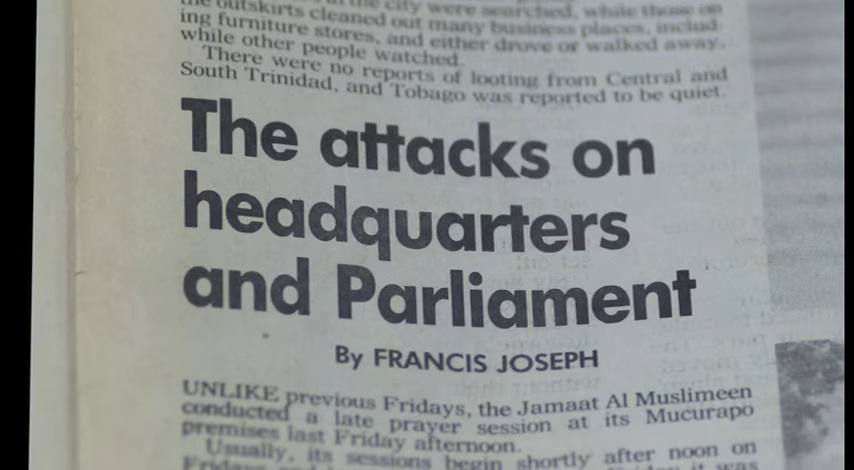 the outskirts cleaned out many business places, includ-
ing furniture stores, and either drove or walked away,
while other people watched.
There were no reports of looting from Central and
South Trinidad, and Tobago was reported to be quiet.
The attacks on
headquarters
and Parliament
By FRANCIS JOSEPH
UNLIKE previous Fridays, the Jamaat Al Muslimeen
conducted a late prayer session at its Mucurapo
premises last Friday afternoon.
Usually, its sessions begin shortly after noon on